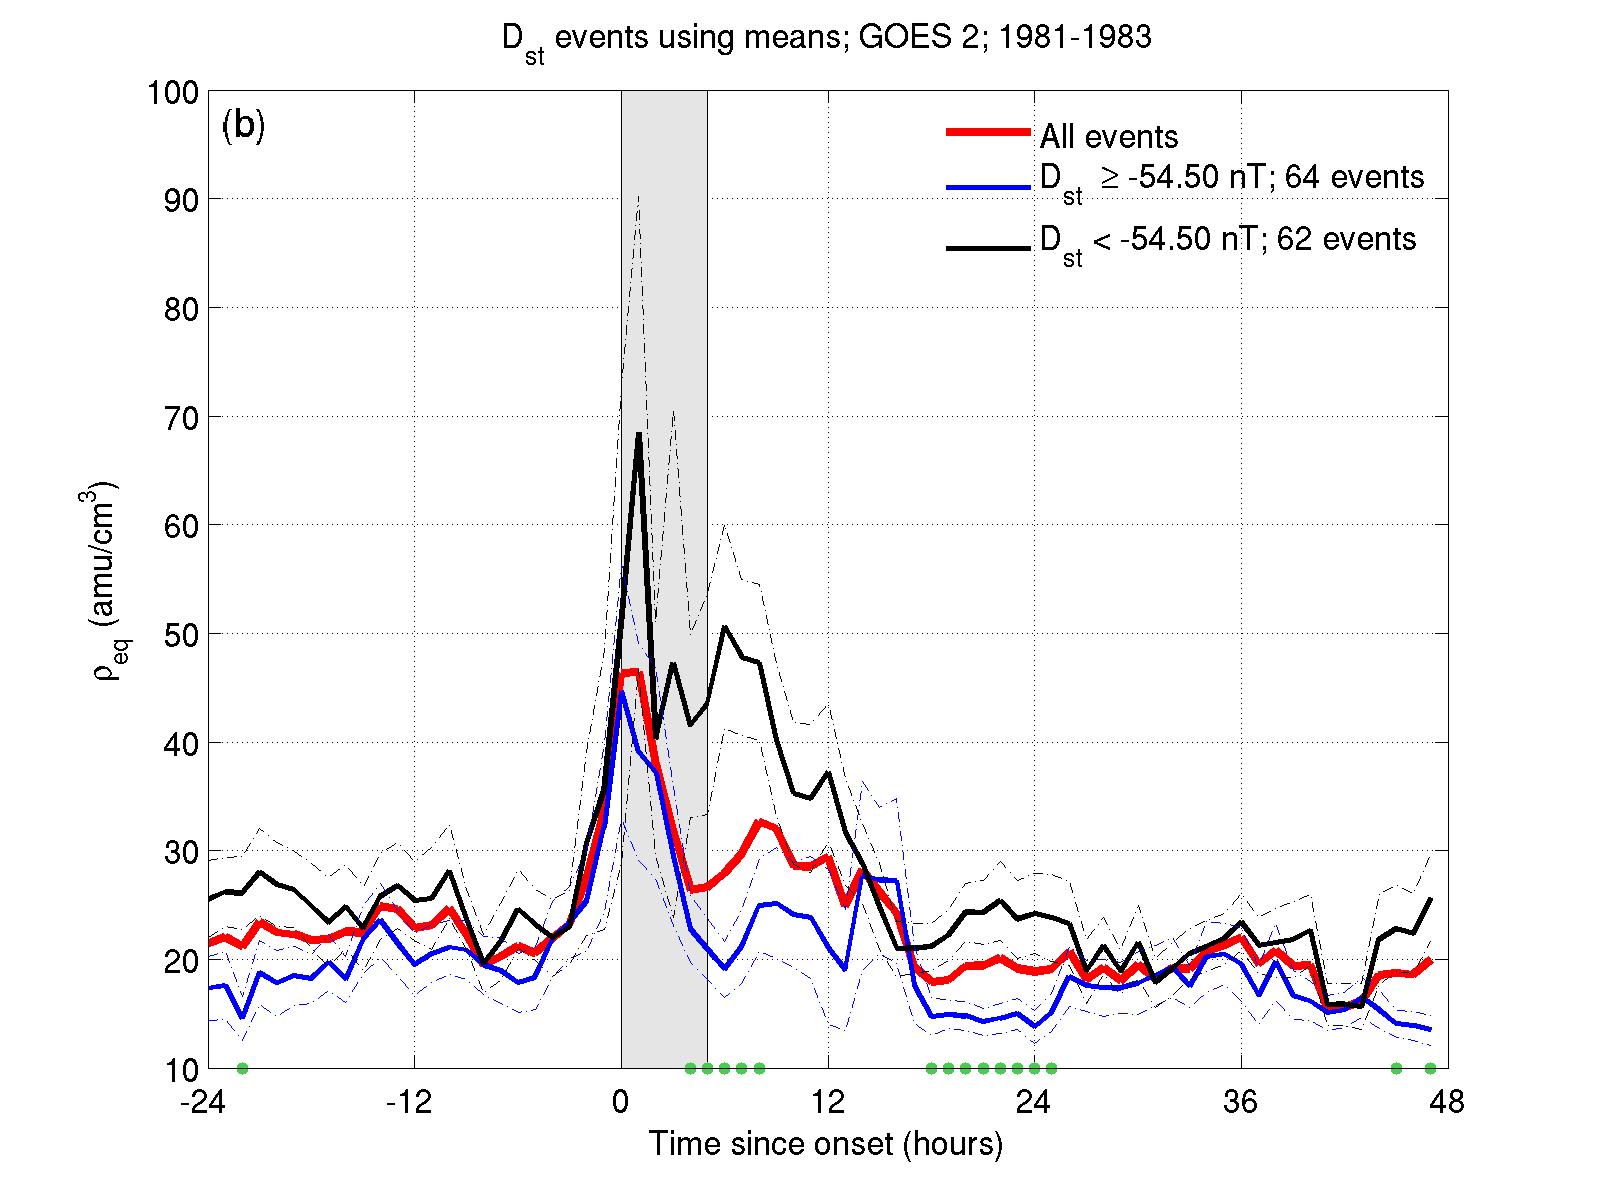 D_st events using means; GOES 2; 1981-1983
(b)
All events
D_st ≥ -54.50 nT; 64 events
D_st < -54.50 nT; 62 events
ρ_eq (amu/cm³)
100
90
80
70
60
50
40
30
20
10
-24 -12 0 12 24 36 48
Time since onset (hours)